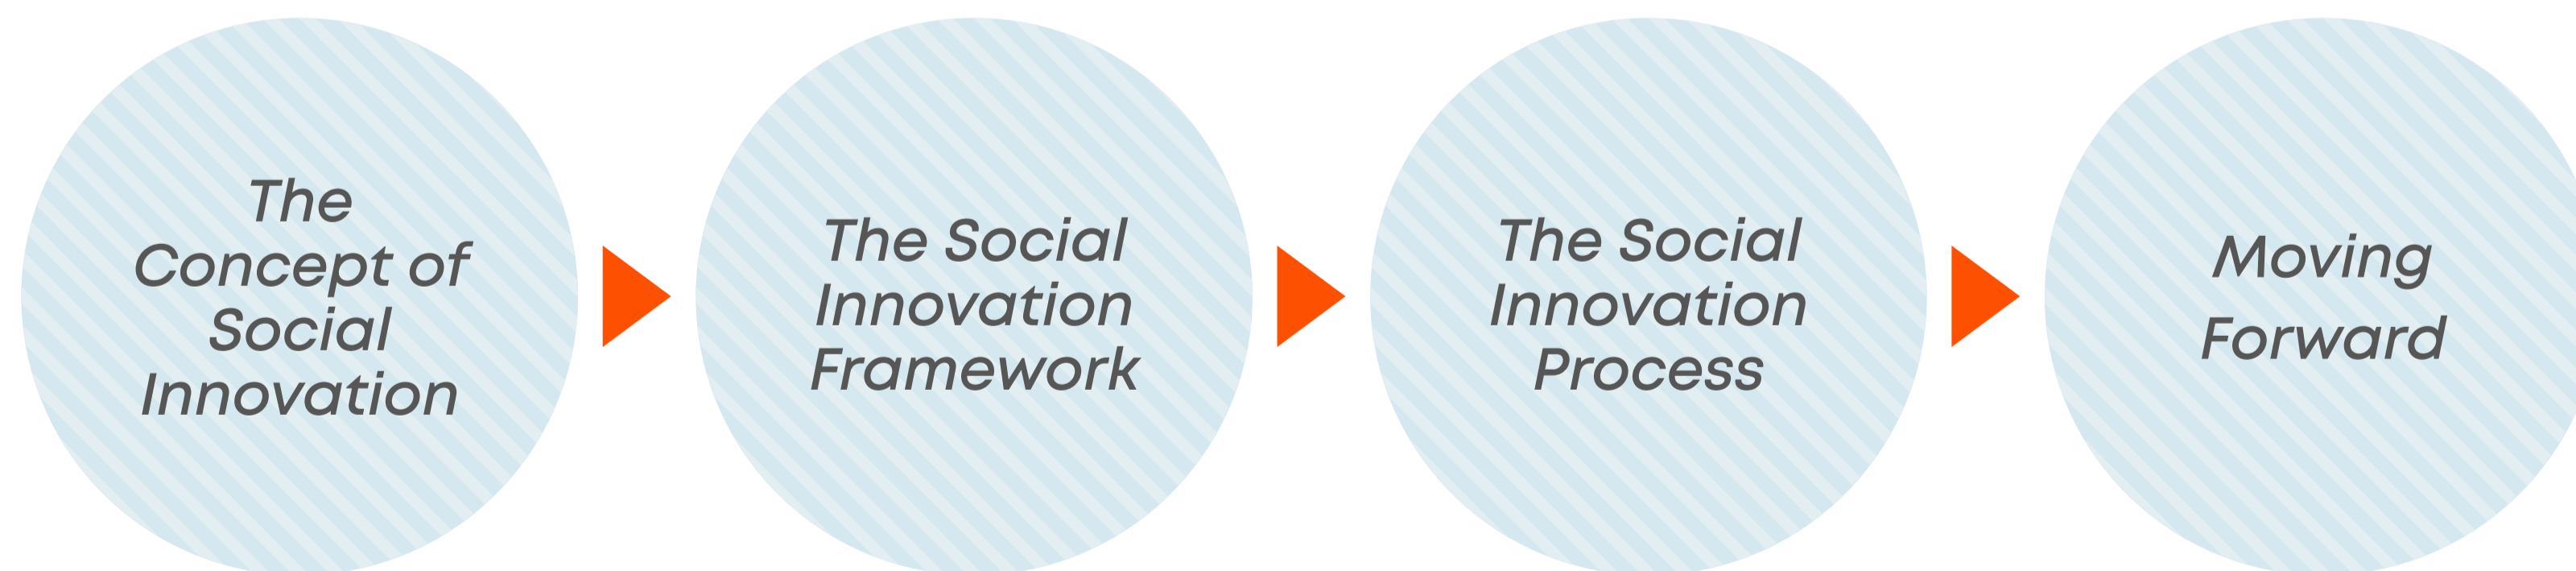 The
Concept of
Social
Innovation
The Social
Innovation
Framework
The Social
Innovation
Process
Moving
Forward